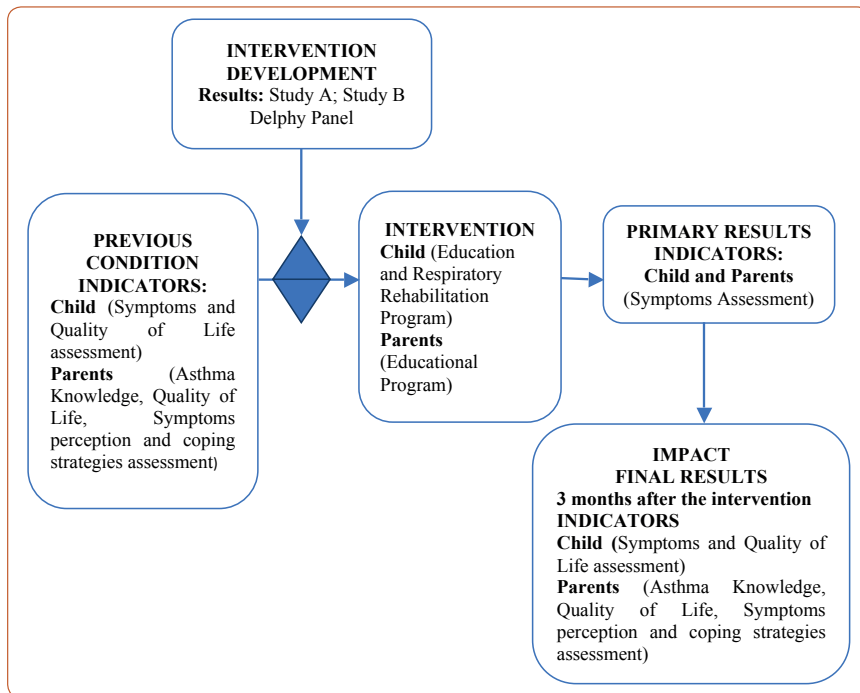 INTERVENTION
DEVELOPMENT
Results: Study A; Study B
Delphy Panel
PREVIOUS
CONDITION
INDICATORS:
Child (Symptoms and
Quality of Life
assessment)
Parents (Asthma
Knowledge, Quality of
Life, Symptoms
perception and coping
strategies assessment)
INTERVENTION
Child (Education
and Respiratory
Rehabilitation
Program)
Parents
(Educational
Program)
PRIMARY RESULTS
INDICATORS:
Child and Parents
(Symptoms Assessment)
IMPACT
FINAL RESULTS
3 months after the intervention
INDICATORS
Child (Symptoms and Quality of
Life assessment)
Parents (Asthma Knowledge,
Quality of Life, Symptoms
perception and coping strategies
assessment)